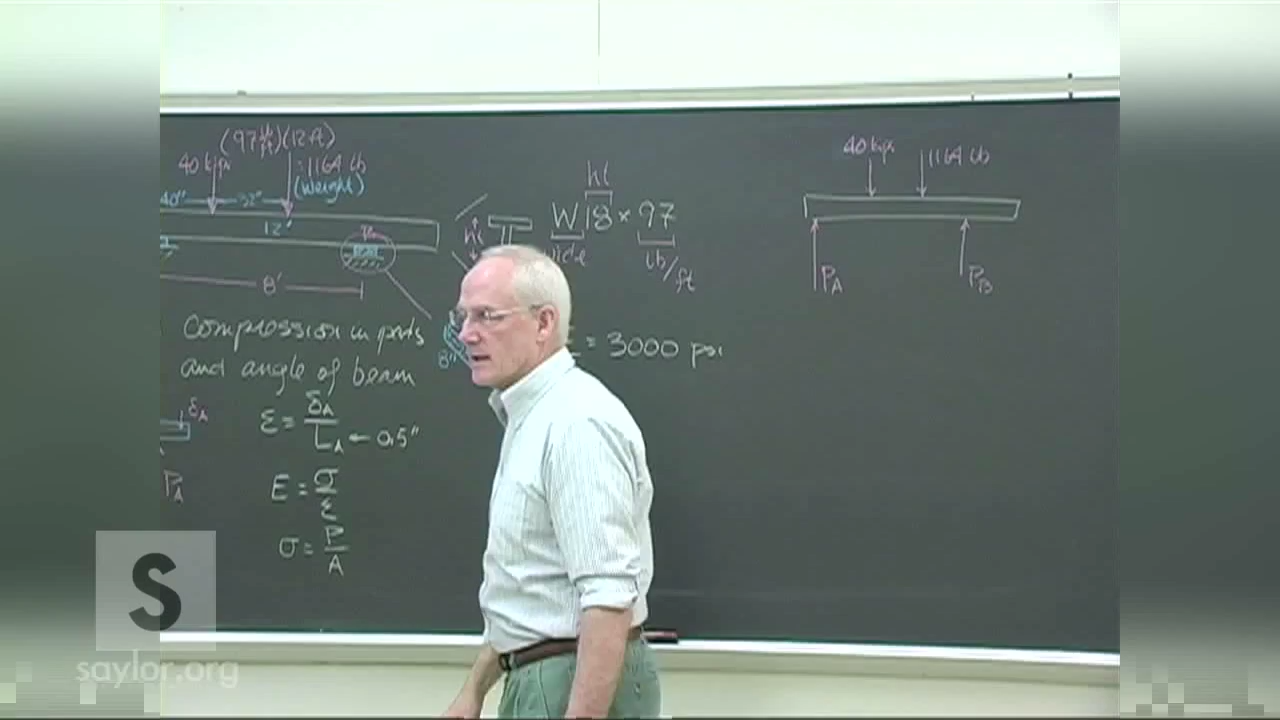 (97 lb/ft)(12 ft)
40 kips
1164 lb
(Weight)
40"
32"
12'
8'
Compression in pads
and angle of beam
δA
ε = δA / LA ← 0.5"
PA
E = σ / ε
σ = P / A
ht
W18 × 97
ht
wide
lb/ft
8"
= 3000 psi
40 kips
1164 lb
PA
PB
S
saylor.org